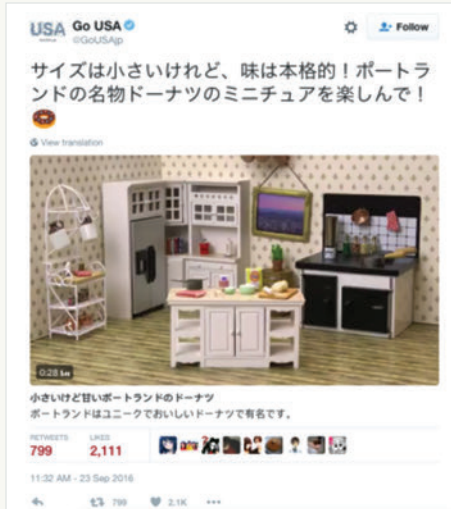 USA Go USA
@GoUSAjp
Follow
サイズは小さいけれど、味は本格的！ポートラ
ンドの名物ドーナツのミニチュアを楽しんで！
View translation
0:28
小さいけど甘いポートランドのドーナツ
ポートランドはユニークでおいしいドーナツで有名です。
RETWEETS LIKES
799 2,111
11:32 AM - 23 Sep 2016
799 2.1K